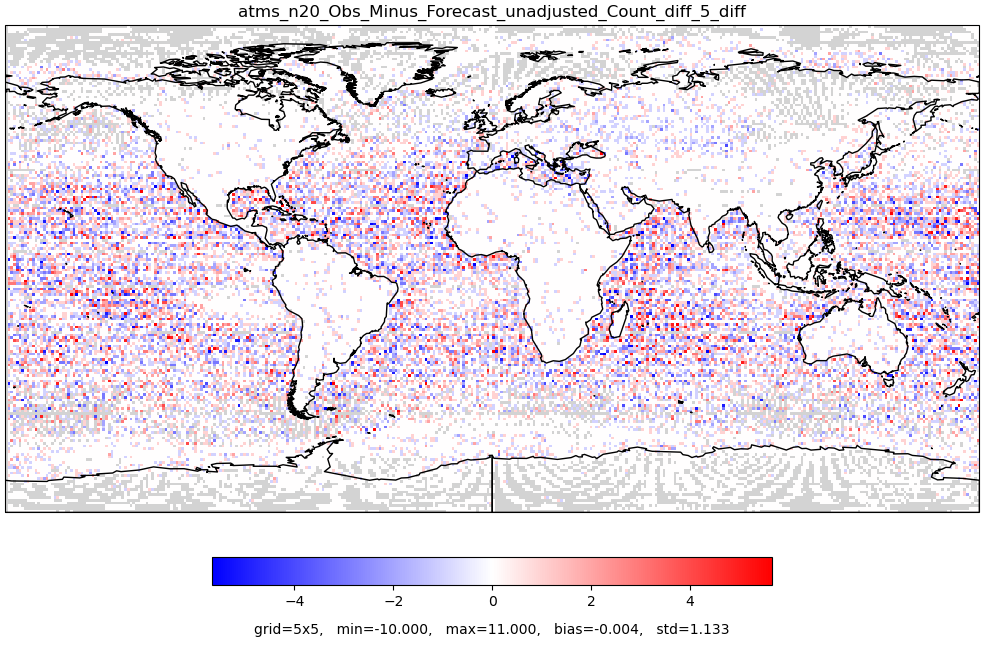 atms_n20_Obs_Minus_Forecast_unadjusted_Count_diff_5_diff
−4 −2 0 2 4
grid=5x5, min=-10.000, max=11.000, bias=-0.004, std=1.133